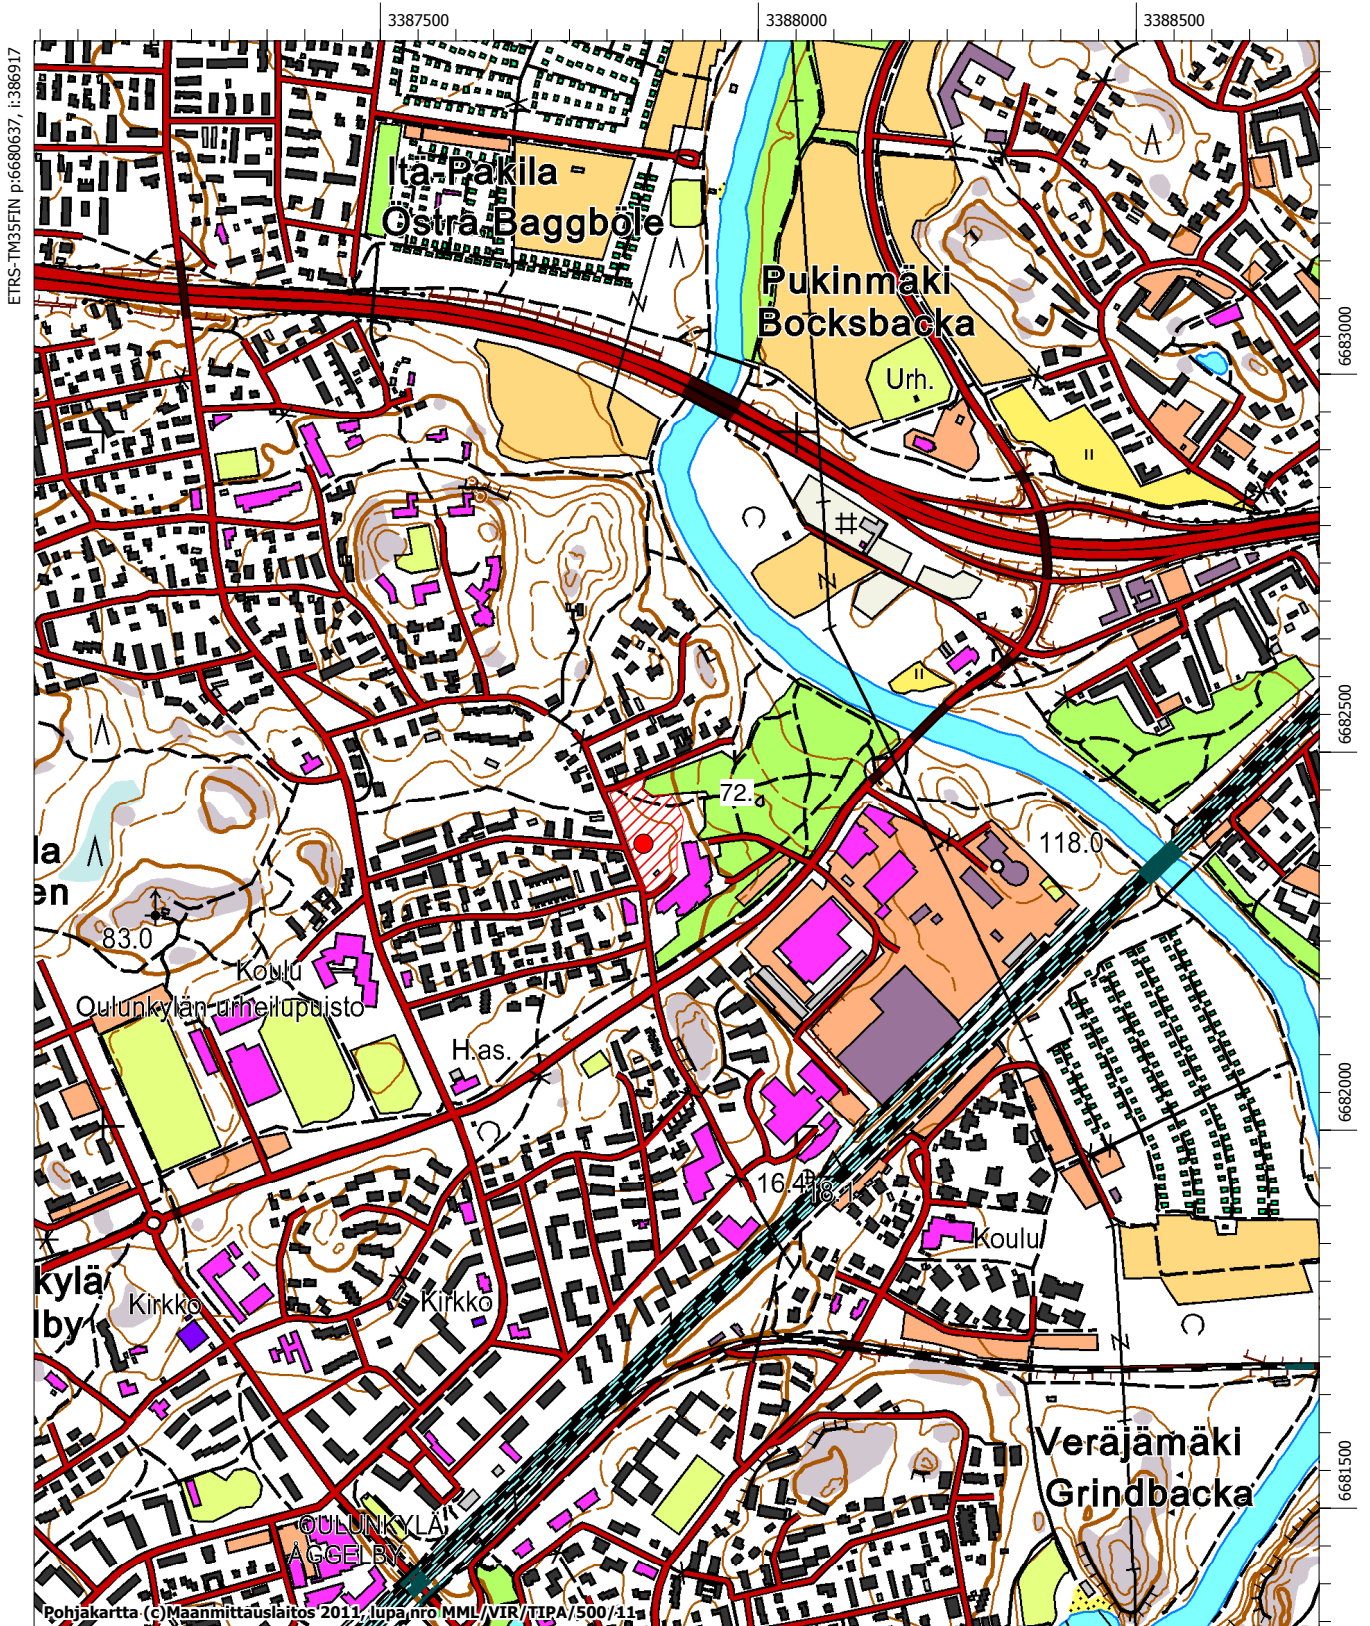 3387500
3388000
3388500
ETRS-TM35FIN p:6680637, i:386917
Itä-Pakila
Östra Baggböle
Pukinmäki
Bocksbacka
6683000
Urh.
6682500
72.
118.0
la
en
83.0
Koulu
Oulunkylän urheilupuisto
H.as.
6682000
16.4
18.1
Koulu
kylä
lby
Kirkko
Kirkko
Veräjämäki
Grindbacka
6681500
OULUNKYLÄ
ÅGGELBY
Pohjakartta (c) Maanmittauslaitos 2011, lupa nro MML/VIR/TIPA/500/11